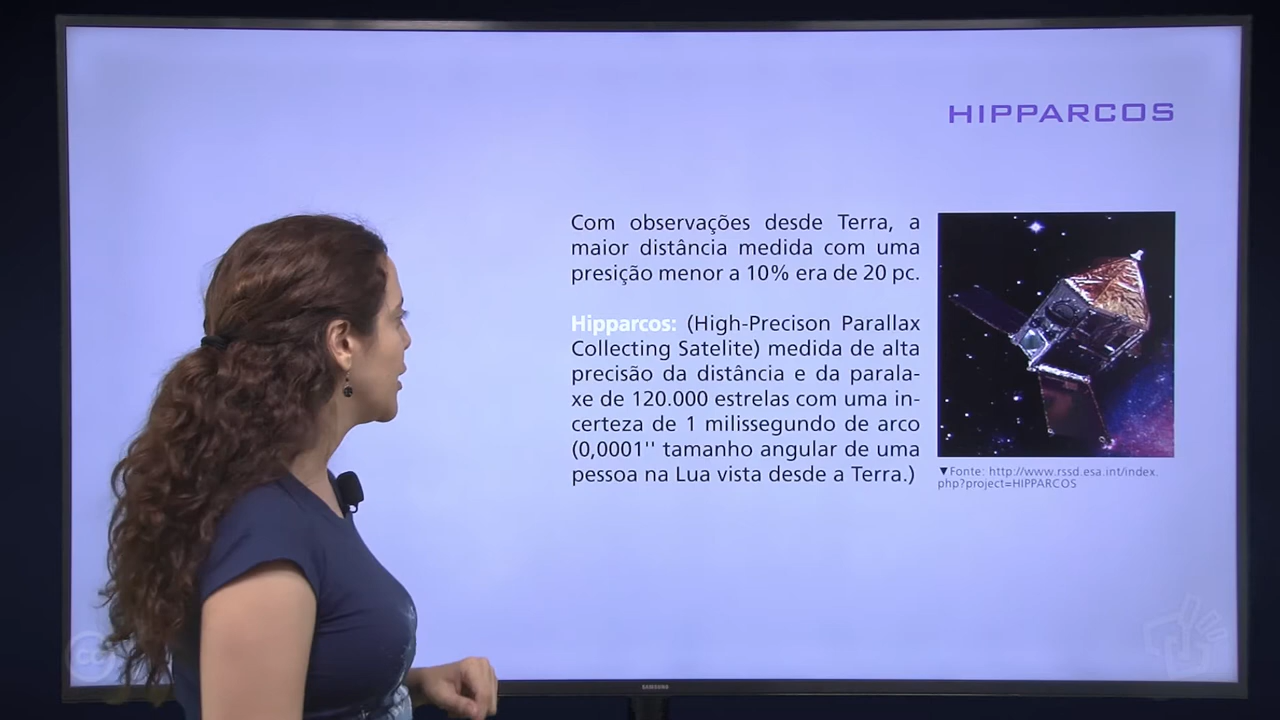 HIPPARCOS
Com observações desde Terra, a
maior distância medida com uma
presição menor a 10% era de 20 pc.
Hipparcos: (High-Precison Parallax
Collecting Satelite) medida de alta
precisão da distância e da parala-
xe de 120.000 estrelas com uma in-
certeza de 1 milissegundo de arco
(0,0001'' tamanho angular de uma
pessoa na Lua vista desde a Terra.)
▼Fonte: http://www.rssd.esa.int/index.
php?project=HIPPARCOS
cc
SAMSUNG